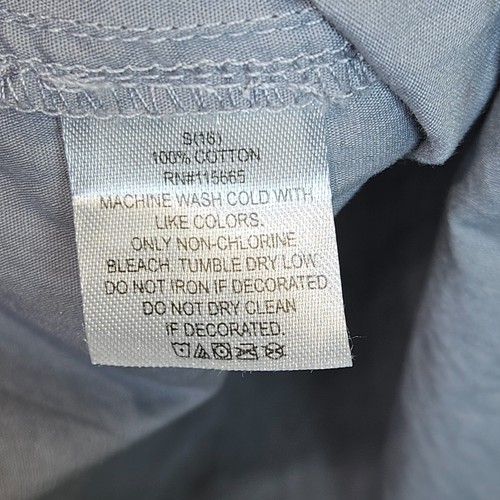 S(16)
100% COTTON
RN#115665
MACHINE WASH COLD WITH
LIKE COLORS.
ONLY NON-CHLORINE
BLEACH. TUMBLE DRY LOW.
DO NOT IRON IF DECORATED
DO NOT DRY CLEAN
IF DECORATED.